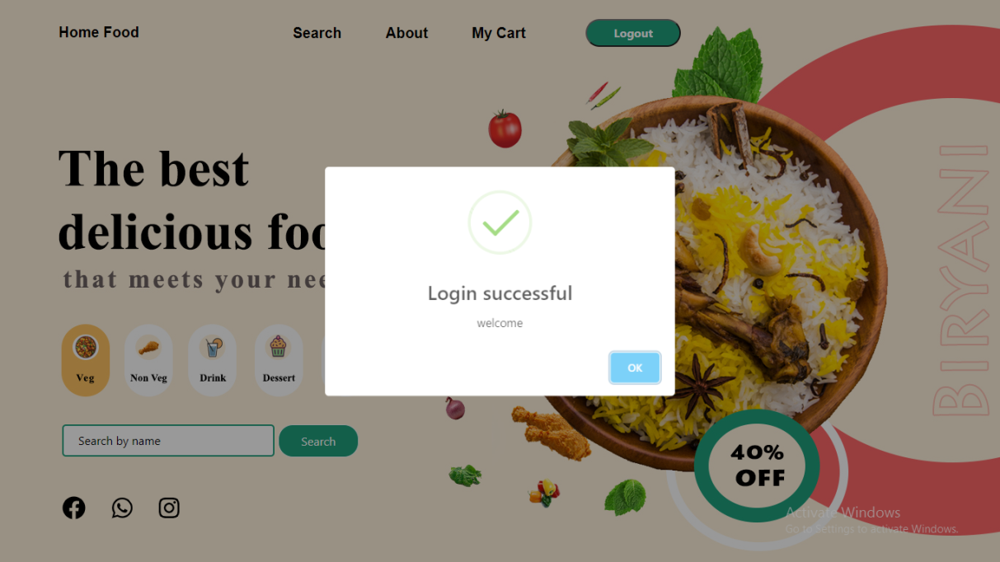 Home Food
Search
About
My Cart
Logout
The best
delicious foo
that meets your nee
Login successful
welcome
OK
Veg
Non Veg
Drink
Dessert
Search by name
Search
BIRYANI
40%
OFF
Activate Windows
Go to Settings to activate Windows.